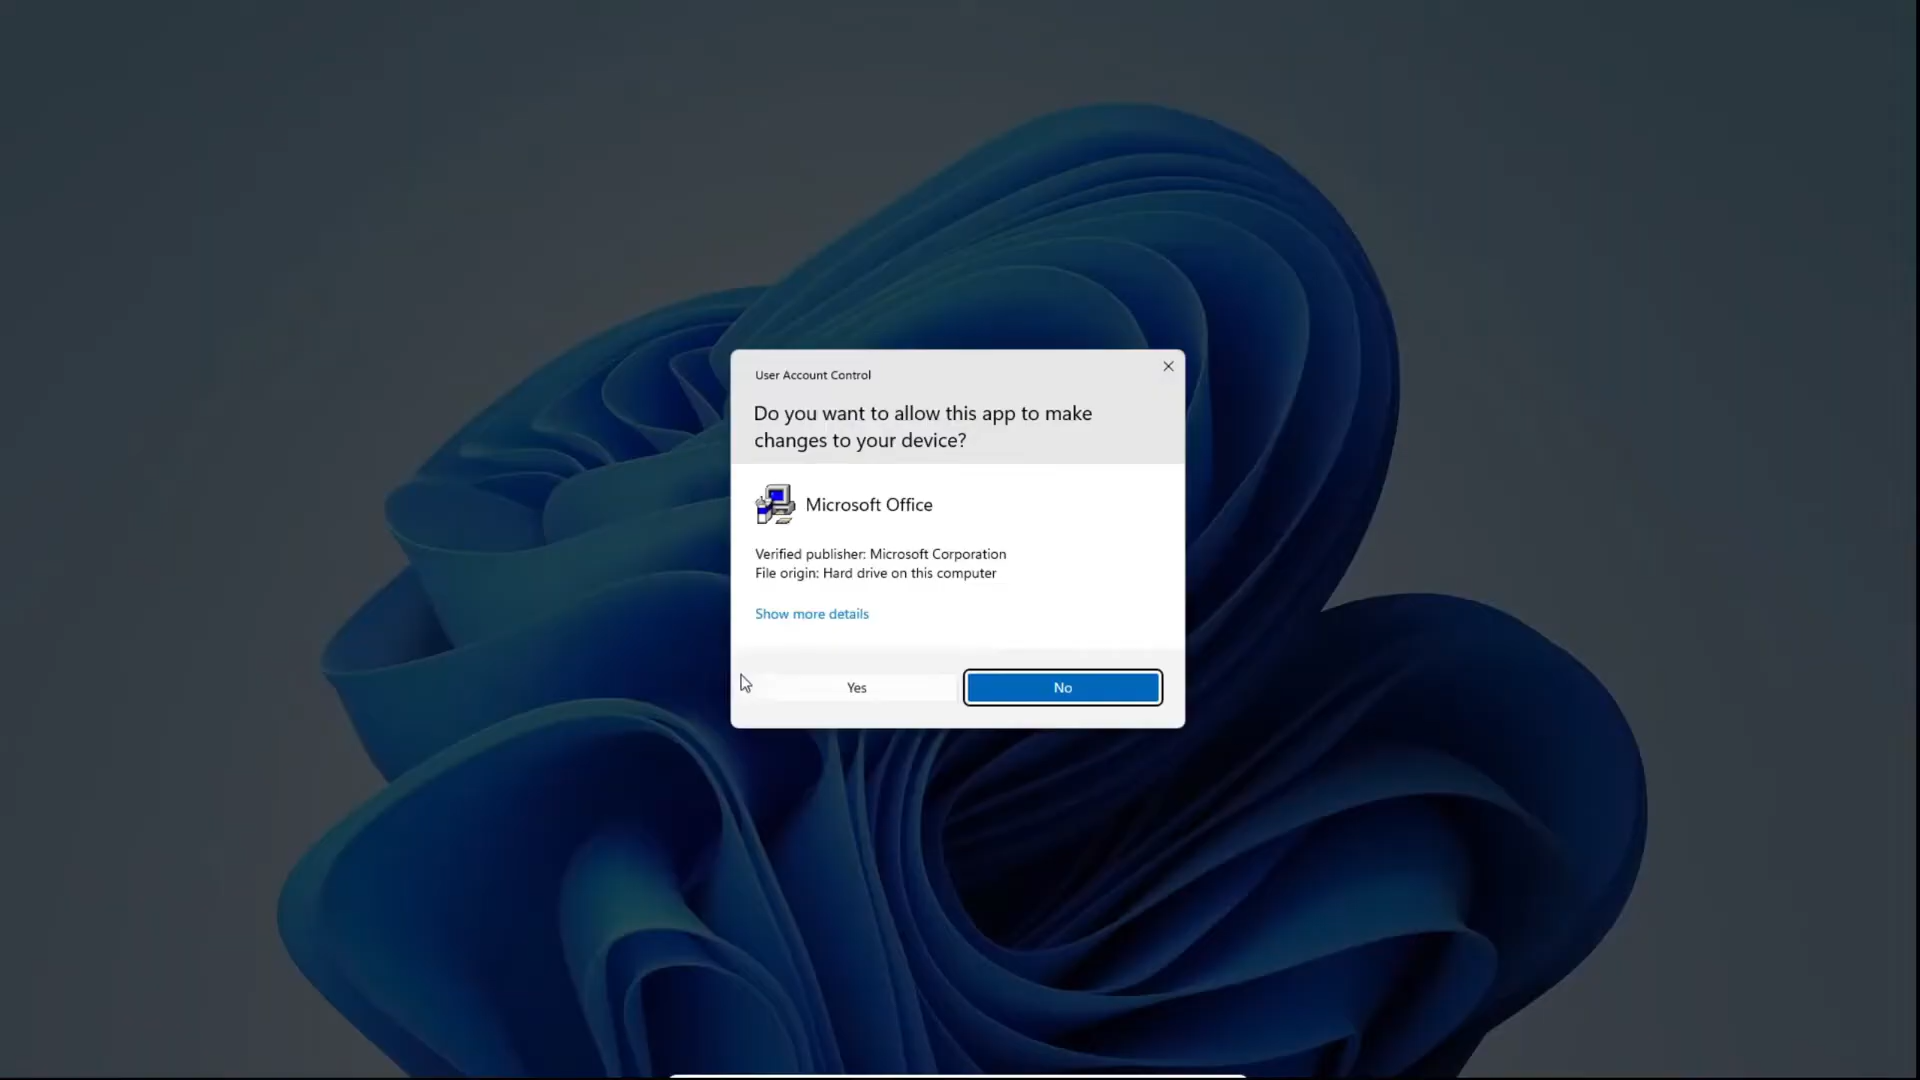 User Account Control
Do you want to allow this app to make
changes to your device?
Microsoft Office
Verified publisher: Microsoft Corporation
File origin: Hard drive on this computer
Show more details
Yes
No